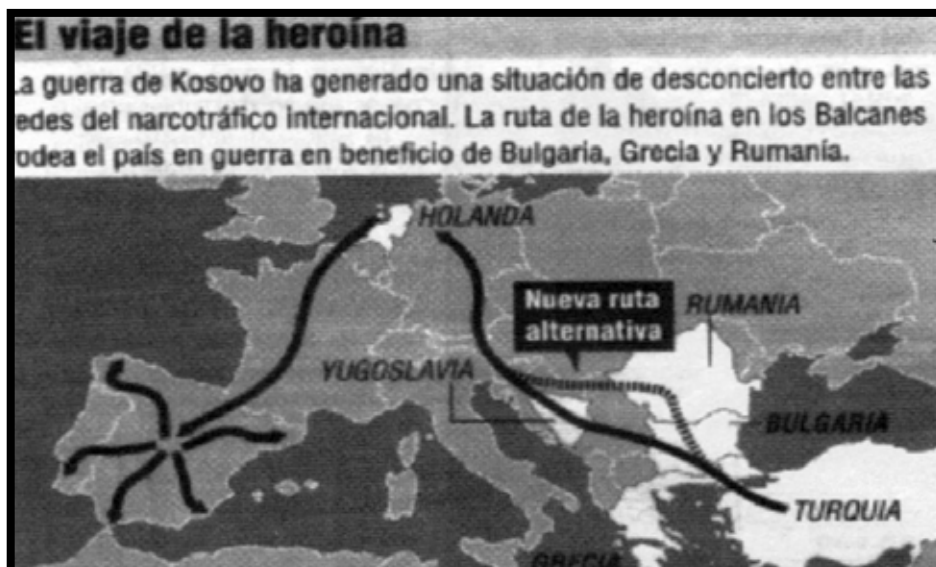 El viaje de la heroína
La guerra de Kosovo ha generado una situación de desconcierto entre las
edes del narcotráfico internacional. La ruta de la heroína en los Balcanes
odea el país en guerra en beneficio de Bulgaria, Grecia y Rumanía.
HOLANDA
Nueva ruta
alternativa
RUMANIA
YUGOSLAVIA
BULGARIA
TURQUIA
GRECIA